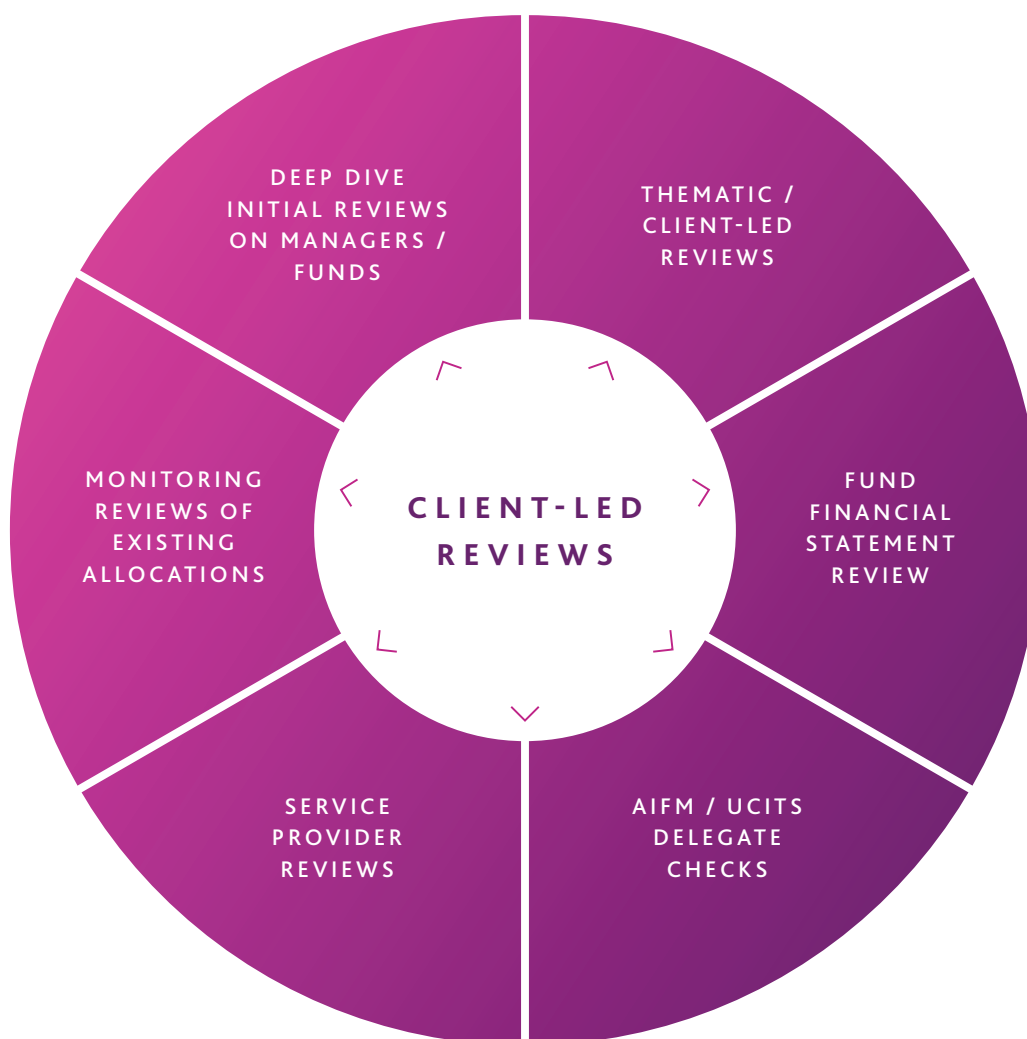 DEEP DIVE
INITIAL REVIEWS
ON MANAGERS /
FUNDS
THEMATIC /
CLIENT-LED
REVIEWS
MONITORING
REVIEWS OF
EXISTING
ALLOCATIONS
CLIENT-LED
REVIEWS
FUND
FINANCIAL
STATEMENT
REVIEW
SERVICE
PROVIDER
REVIEWS
AIFM / UCITS
DELEGATE
CHECKS